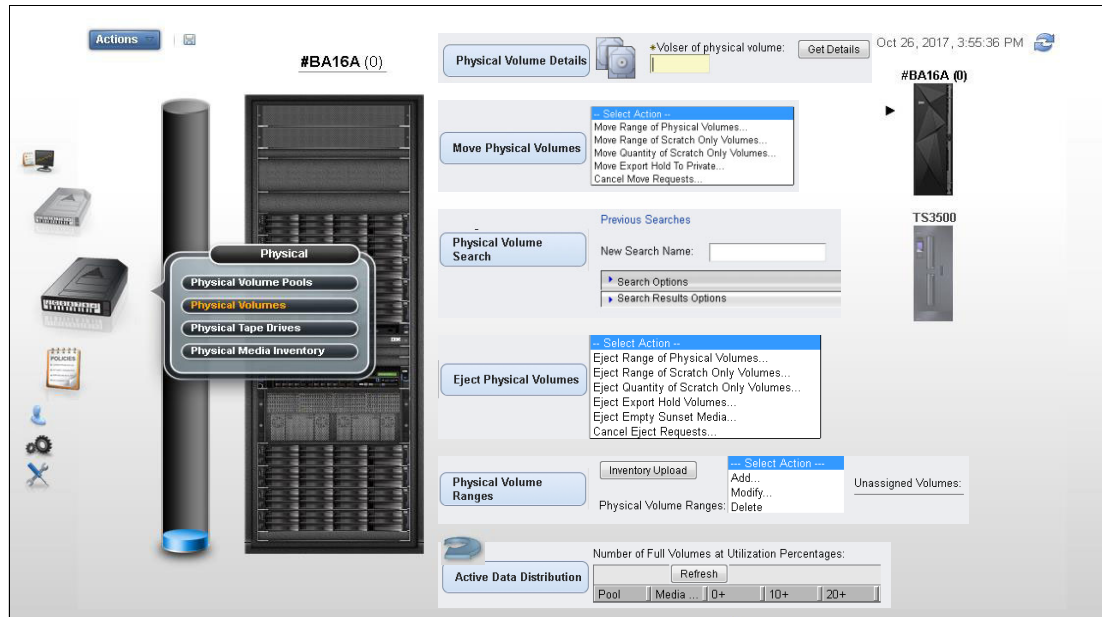 Actions
#BA16A (0)
Physical
Physical Volume Pools
Physical Volumes
Physical Tape Drives
Physical Media Inventory
POLICIES
IBM
Physical Volume Details
*Volser of physical volume:
Get Details
Oct 26, 2017, 3:55:36 PM
#BA16A (0)
TS3500
Move Physical Volumes
-- Select Action --
Move Range of Physical Volumes...
Move Range of Scratch Only Volumes...
Move Quantity of Scratch Only Volumes...
Move Export Hold To Private...
Cancel Move Requests...
Physical Volume
Search
Previous Searches
New Search Name:
Search Options
Search Results Options
Eject Physical Volumes
-- Select Action --
Eject Range of Physical Volumes...
Eject Range of Scratch Only Volumes...
Eject Quantity of Scratch Only Volumes...
Eject Export Hold Volumes...
Eject Empty Sunset Media...
Cancel Eject Requests...
Physical Volume
Ranges
Inventory Upload
Physical Volume Ranges:
--- Select Action ---
Add...
Modify...
Delete
Unassigned Volumes:
Active Data Distribution
Number of Full Volumes at Utilization Percentages:
Refresh
Pool Media ... 0+ 10+ 20+